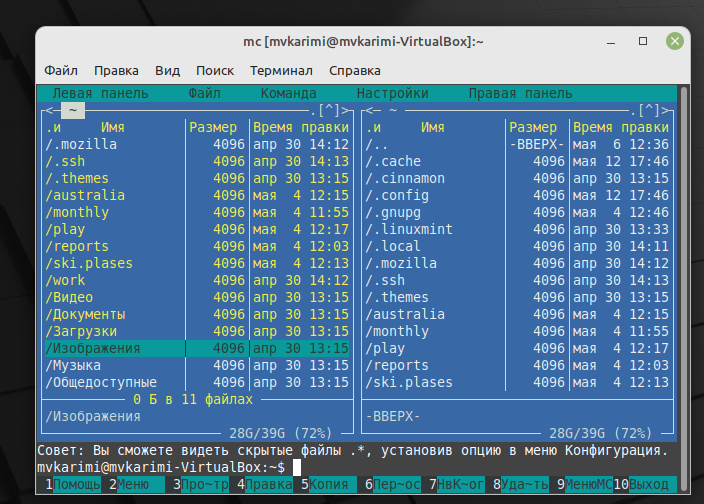 mc [mvkarimi@mvkarimi-VirtualBox]:~
Файл Правка Вид Поиск Терминал Справка
Левая панель Файл Команда Настройки Правая панель
<— ~ .[^]> <— ~ .[^]>
.и Имя Размер Время правки .и Имя Размер Время правки
/.mozilla 4096 апр 30 14:12 /.. -ВВЕРХ- мая 6 12:36
/.ssh 4096 апр 30 14:13 /.cache 4096 мая 12 17:46
/.themes 4096 апр 30 13:15 /.cinnamon 4096 апр 30 13:15
/australia 4096 мая 4 12:15 /.config 4096 мая 12 17:46
/monthly 4096 мая 4 11:55 /.gnupg 4096 мая 4 12:46
/play 4096 мая 4 12:17 /.linuxmint 4096 апр 30 13:33
/reports 4096 мая 4 12:03 /.local 4096 апр 30 14:11
/ski.plases 4096 мая 4 12:13 /.mozilla 4096 апр 30 14:12
/work 4096 апр 30 14:12 /.ssh 4096 апр 30 14:13
/Видео 4096 апр 30 13:15 /.themes 4096 апр 30 13:15
/Документы 4096 апр 30 13:15 /australia 4096 мая 4 12:15
/Загрузки 4096 апр 30 13:15 /monthly 4096 мая 4 11:55
/Изображения 4096 апр 30 13:15 /play 4096 мая 4 12:17
/Музыка 4096 апр 30 13:15 /reports 4096 мая 4 12:03
/Общедоступные 4096 апр 30 13:15 /ski.plases 4096 мая 4 12:13
0 Б в 11 файлах
/Изображения -ВВЕРХ-
28G/39G (72%) 28G/39G (72%)
Совет: Вы сможете видеть скрытые файлы .*, установив опцию в меню Конфигурация.
mvkarimi@mvkarimi-VirtualBox:~$
1Помощь 2Меню 3Про~тр 4Правка 5Копия 6Пер~ос 7НвК~ог 8Уда~ть 9МенюMC 10Выход